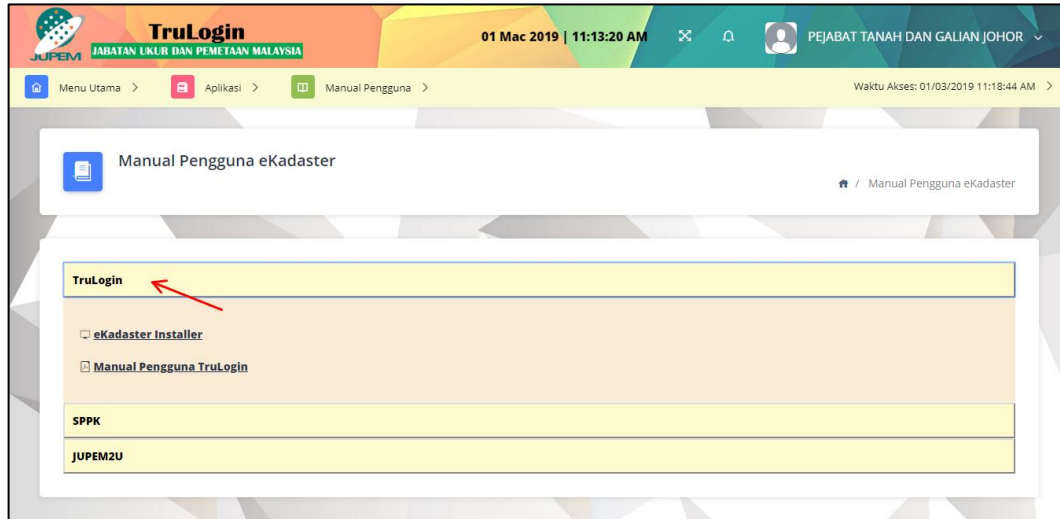 JUPEM
TruLogin
JABATAN UKUR DAN PEMETAAN MALAYSIA
01 Mac 2019 | 11:13:20 AM
PEJABAT TANAH DAN GALIAN JOHOR
Menu Utama >
Aplikasi >
Manual Pengguna >
Waktu Akses: 01/03/2019 11:18:44 AM >
Manual Pengguna eKadaster
/ Manual Pengguna eKadaster
TruLogin
eKadaster Installer
Manual Pengguna TruLogin
SPPK
JUPEM2U